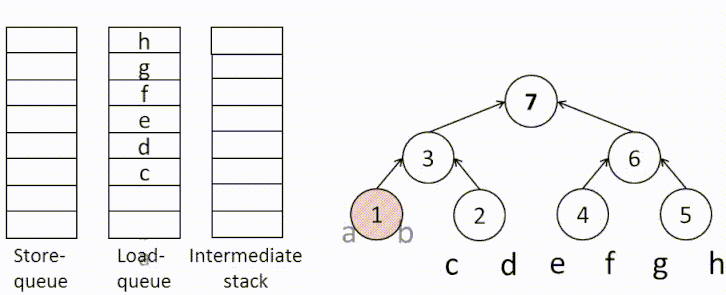 h
g
f
e
d
c
Store-
queue
Load-
queue
a
Intermediate
stack
7
3
6
1
2
4
5
a
b
c
d
e
f
g
h